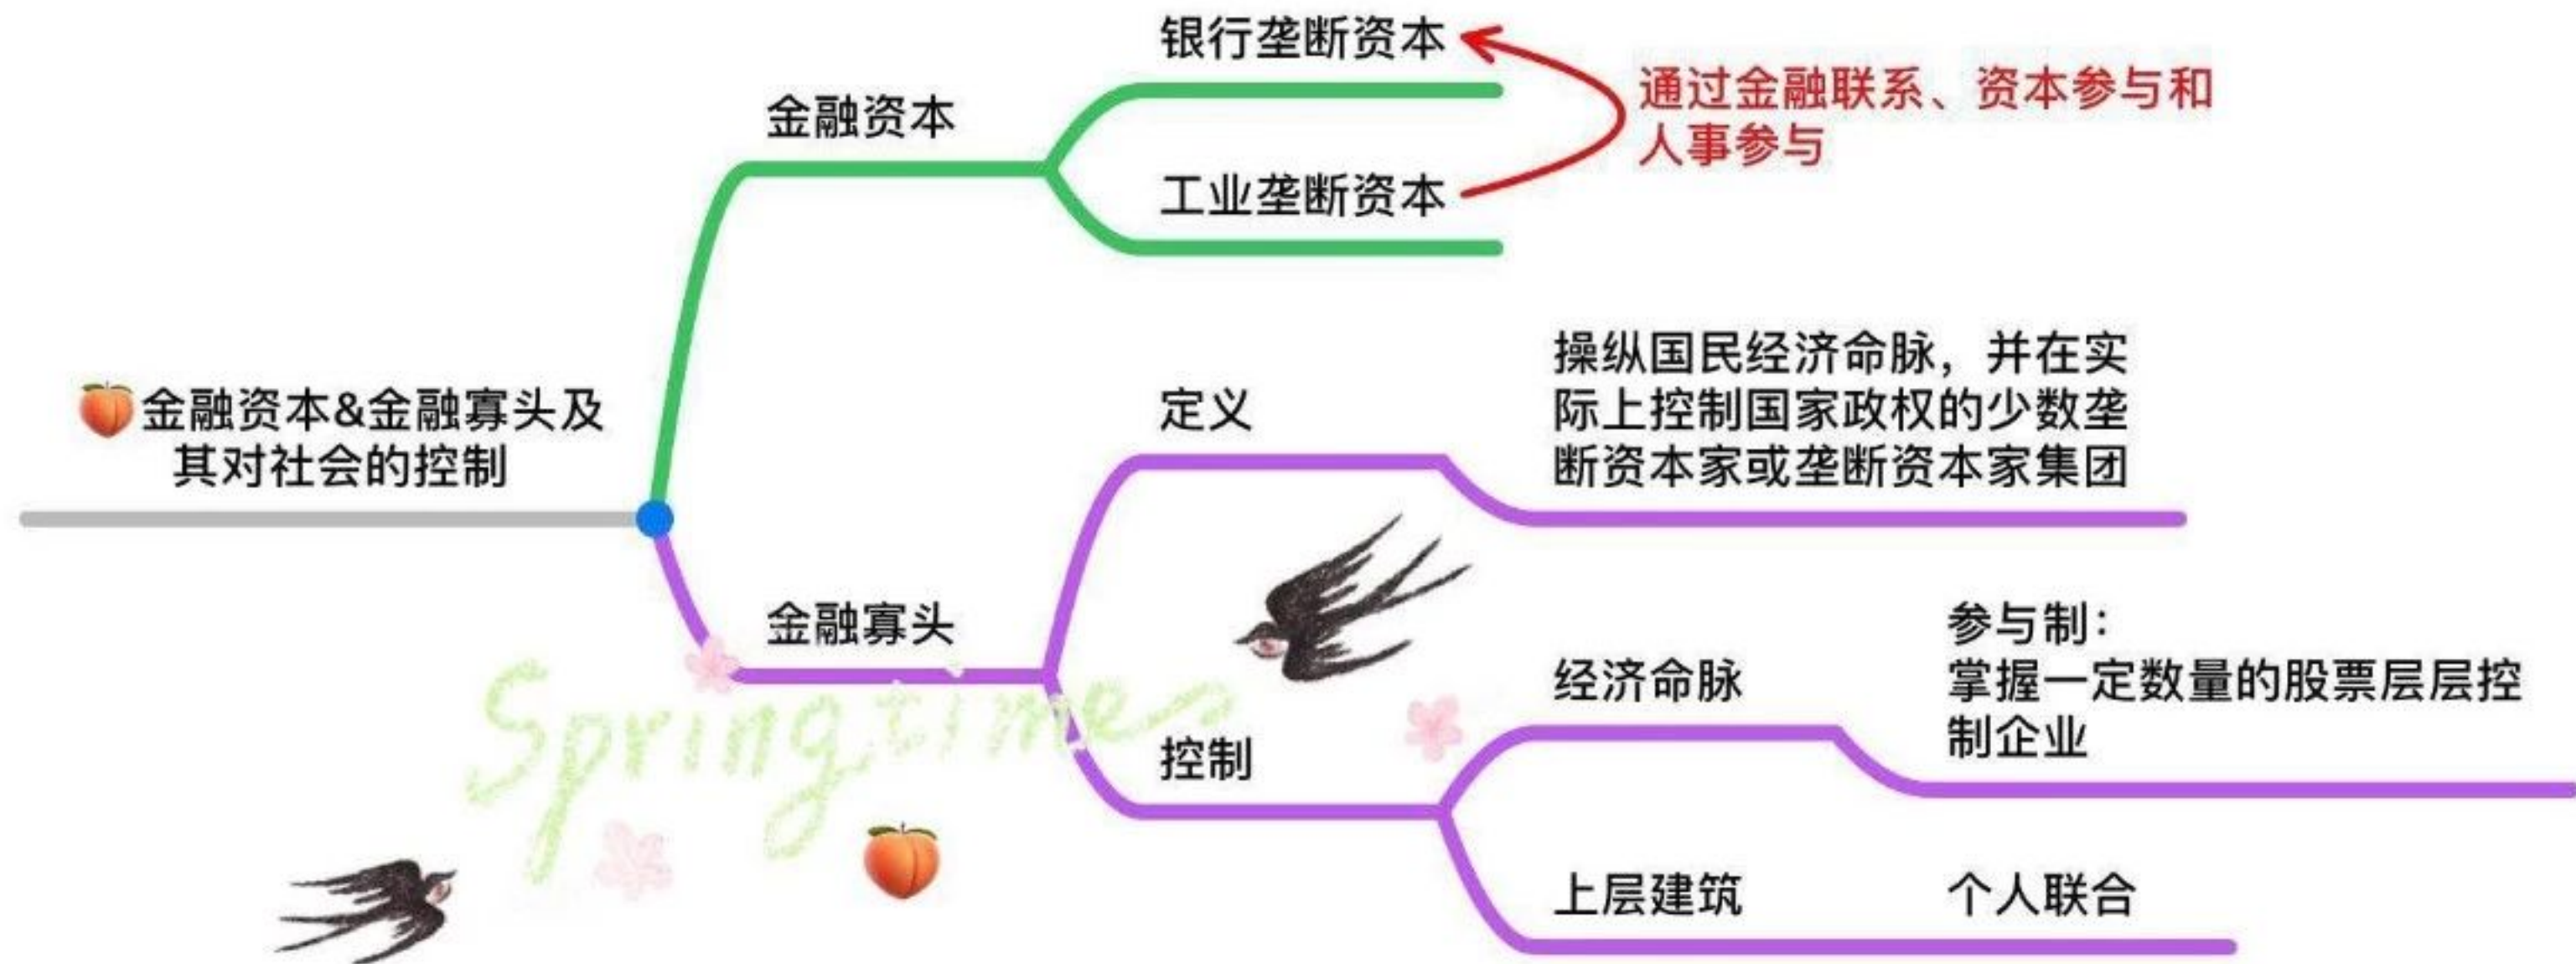 银行垄断资本
通过金融联系、资本参与和
人事参与
金融资本
工业垄断资本
操纵国民经济命脉，并在实
际上控制国家政权的少数垄
断资本家或垄断资本家集团
定义
金融资本&金融寡头及
其对社会的控制
金融寡头
参与制：
掌握一定数量的股票层层控
制企业
经济命脉
控制
Springtime
上层建筑
个人联合